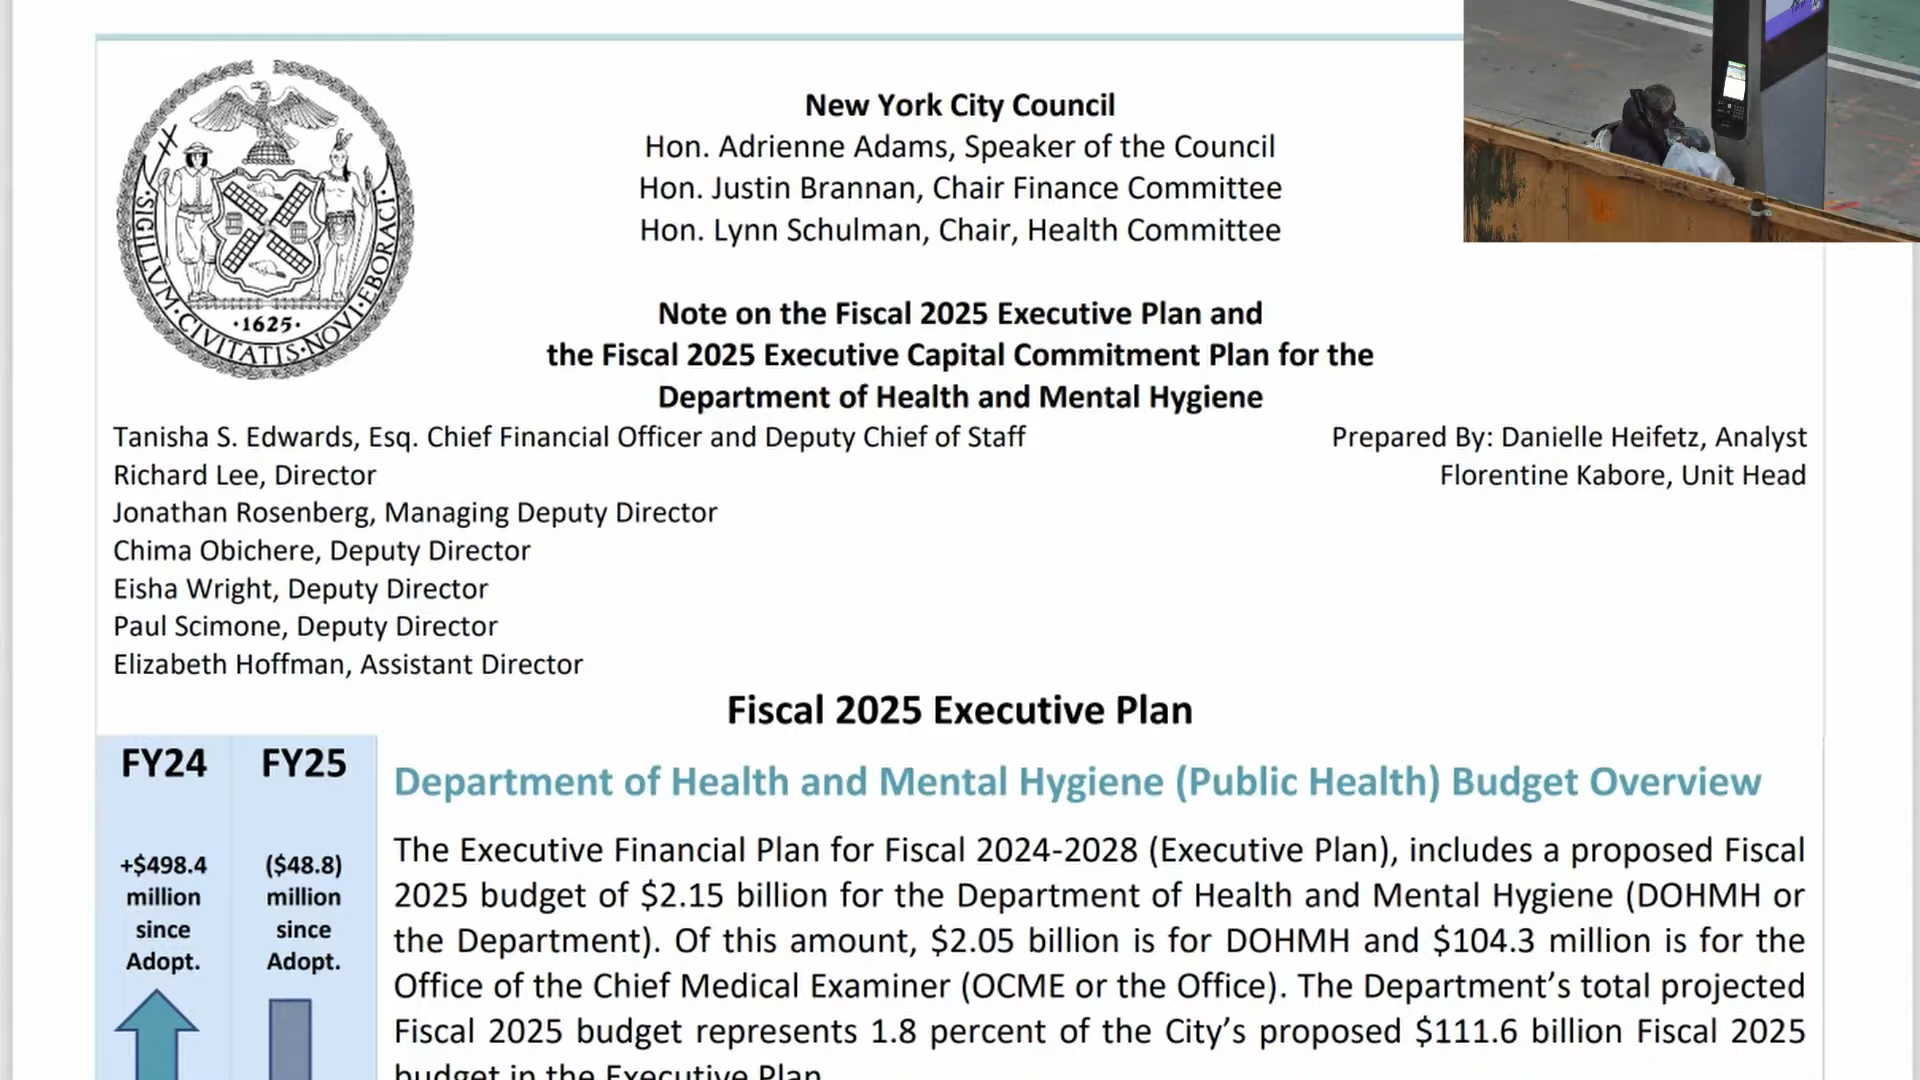 New York City Council
Hon. Adrienne Adams, Speaker of the Council
Hon. Justin Brannan, Chair Finance Committee
Hon. Lynn Schulman, Chair, Health Committee
SIGILLVM·CIVITATIS·NOVI·EBORACI
·1625·
Note on the Fiscal 2025 Executive Plan and
the Fiscal 2025 Executive Capital Commitment Plan for the
Department of Health and Mental Hygiene
Tanisha S. Edwards, Esq. Chief Financial Officer and Deputy Chief of Staff
Richard Lee, Director
Jonathan Rosenberg, Managing Deputy Director
Chima Obichere, Deputy Director
Eisha Wright, Deputy Director
Paul Scimone, Deputy Director
Elizabeth Hoffman, Assistant Director
Prepared By: Danielle Heifetz, Analyst
Florentine Kabore, Unit Head
Fiscal 2025 Executive Plan
FY24
+$498.4
million
since
Adopt.
FY25
($48.8)
million
since
Adopt.
Department of Health and Mental Hygiene (Public Health) Budget Overview
The Executive Financial Plan for Fiscal 2024-2028 (Executive Plan), includes a proposed Fiscal
2025 budget of $2.15 billion for the Department of Health and Mental Hygiene (DOHMH or
the Department). Of this amount, $2.05 billion is for DOHMH and $104.3 million is for the
Office of the Chief Medical Examiner (OCME or the Office). The Department’s total projected
Fiscal 2025 budget represents 1.8 percent of the City’s proposed $111.6 billion Fiscal 2025
budget in the Executive Plan.